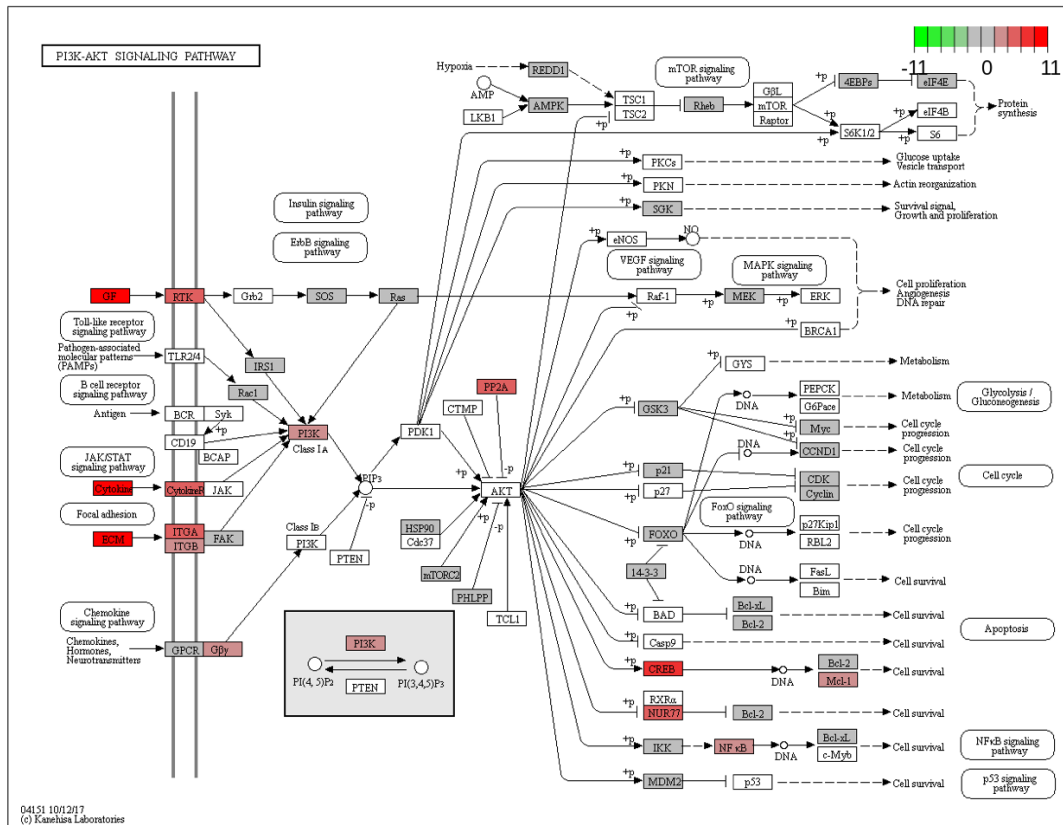 PI3K-AKT SIGNALING PATHWAY
-11 0 11
Hypoxia
REDD1
mTOR signaling
pathway
+p
4EBPs
+p
eIF4E
AMP
AMPK
LKB1
TSC1
TSC2
+p
Rheb
GβL
mTOR
Raptor
+p
+p
S6K1/2
+p
eIF4B
+p
S6
Protein
synthesis
+p
PKCs
Glucose uptake
Vesicle transport
+p
PKN
Actin reorganization
+p
SGK
Survival signal,
Growth and proliferation
Insulin signaling
pathway
ErbB signaling
pathway
+p
eNOS
NO
VEGF signaling
pathway
MAPK signaling
pathway
GF
RTK
Grb2
SOS
Ras
Raf-1
+p
+p
MEK
+p
ERK
Cell proliferation
Angiogenesis
DNA repair
+p
BRCA1
Toll-like receptor
signaling pathway
Pathogen-associated
molecular patterns
(PAMPs)
TLR2/4
IRS1
Rac1
B cell receptor
signaling pathway
Antigen
BCR
Syk
+p
CD19
BCAP
PI3K
Class IA
JAK/STAT
signaling pathway
Cytokine
CytokineR
JAK
Focal adhesion
ECM
ITGA
ITGB
FAK
Chemokine
signaling pathway
Chemokines,
Hormones,
Neurotransmitters
GPCR
Gβγ
Class IB
PI3K
PIP3
-p
PTEN
PDK1
CTMP
PP2A
-p
+p
AKT
HSP90
Cdc37
+p
-p
mTORC2
PHLPP
TCL1
PI3K
PI(4, 5)P2
PI(3,4,5)P3
PTEN
GYS
Metabolism
+p
GSK3
DNA
PEPCK
G6Pace
Metabolism
Glycolysis /
Gluconeogenesis
+p
Myc
Cell cycle
progression
+p
DNA
CCND1
Cell cycle
progression
+p
p21
+p
p27
CDK
Cyclin
Cell cycle
progression
Cell cycle
+p
FOXO
FoxO signaling
pathway
DNA
p27Kip1
RBL2
Cell cycle
progression
14-3-3
DNA
FasL
Bim
Cell survival
+p
BAD
Bcl-xL
Bcl-2
Cell survival
Apoptosis
+p
Casp9
Cell survival
+p
CREB
DNA
Bcl-2
Mcl-1
Cell survival
RXRα
+p
NUR77
Bcl-2
Cell survival
+p
IKK
NFκB
DNA
Bcl-xL
c-Myb
Cell survival
NFκB signaling
pathway
+p
MDM2
p53
Cell survival
p53 signaling
pathway
04151 10/12/17
(c) Kanehisa Laboratories